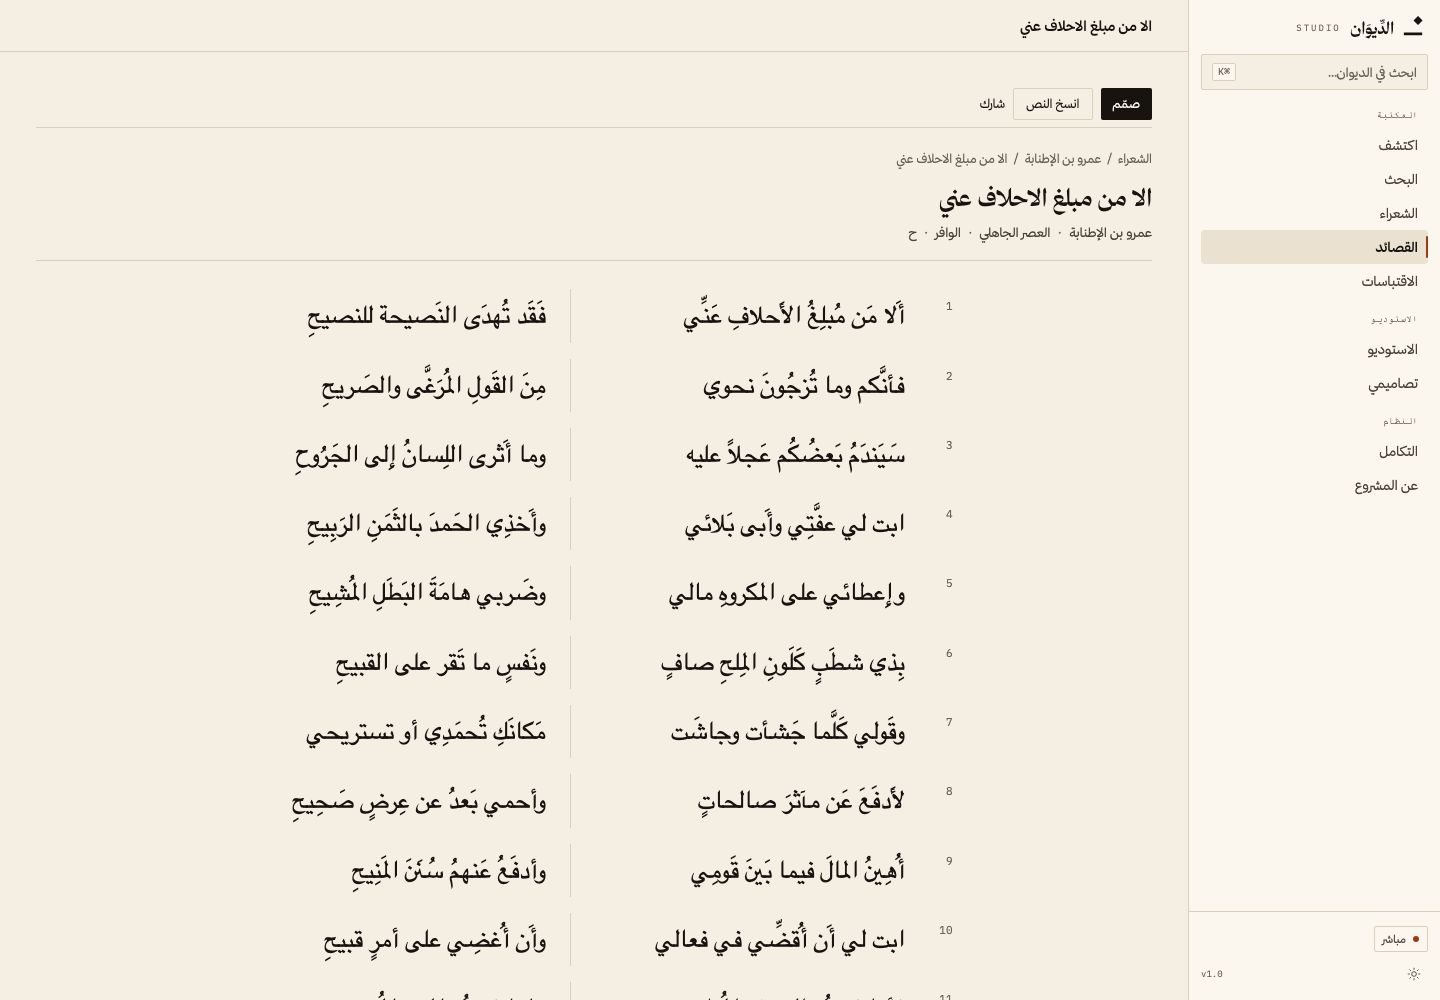 الدِّيوَان STUDIO
ابحث في الديوان... ⌘K
المكتبة
اكتشف
البحث
الشعراء
القصائد
الاقتباسات
الاستوديو
الاستوديو
تصاميمي
النظام
التكامل
عن المشروع
مباشر
v1.0
الا من مبلغ الاحلاف عني
صمّم انسخ النص شارك
الشعراء / عمرو بن الإطنابة / الا من مبلغ الاحلاف عني
الا من مبلغ الاحلاف عني
عمرو بن الإطنابة · العصر الجاهلي · الوافر · ح
1 أَلا مَن مُبلِغُ الأَحلافِ عَنِّي فَقَد تُهدَى النَصيحة للنصيحِ
2 فأنَّكم وما تُزجُونَ نحوي مِنَ القَولِ المُرَغَّى والصَريحِ
3 سَيَندَمُ بَعضُكُم عَجلاً عليه وما أَثرى اللِسانُ إلى الجَرُوحِ
4 ابت لي عفَّتِي وأَبى بَلائي وأَخذِي الحَمدَ بالثَمَنِ الرَبِيحِ
5 وإعطائي على المكروهِ مالي وضَربي هامَةَ البَطَلِ المُشِيحِ
6 بِذي شطَبٍ كَلَونِ المِلحِ صافٍ ونَفسٍ ما تَقر على القبيحِ
7 وقَولي كَلَّما جَشأت وجاشَت مَكانَكِ تُحمَدِي أو تستريحي
8 لأَدفَعَ عَن مآثرَ صالحاتٍ وأحمي بَعدُ عن عِرضٍ صَحِيحِ
9 أُهِينُ المالَ فيما بَينَ قَومِي وأدفَعُ عَنهمُ سُنَنَ المَنِيحِ
10 ابت لي أَن أُقضِّي في فعالي وأَن أُغضِي على أمرٍ قبيحِ
11